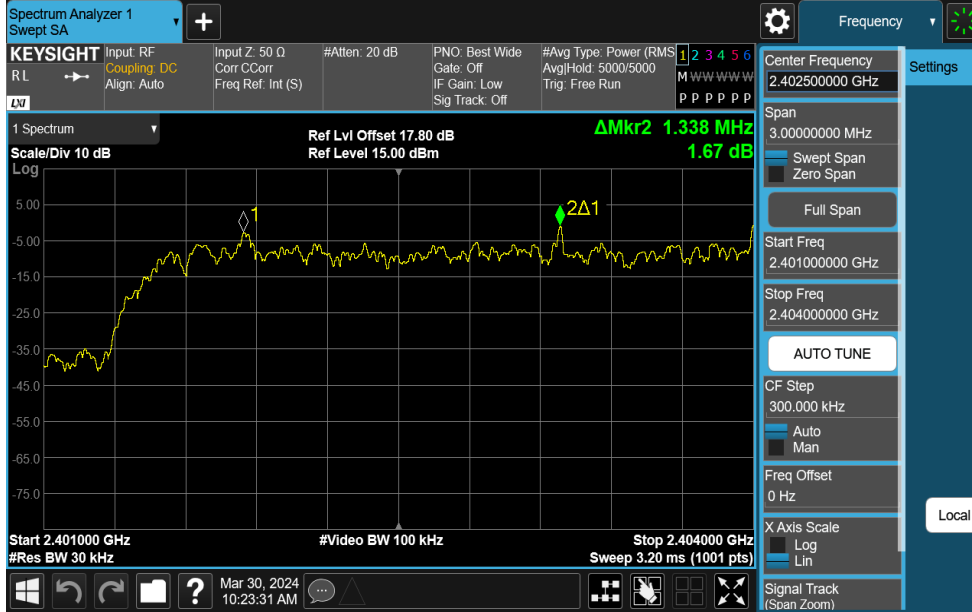 Spectrum Analyzer 1
Swept SA
Frequency
KEYSIGHT
RL
LXI
Input: RF
Coupling: DC
Align: Auto
Input Z: 50 Ω
Corr CCorr
Freq Ref: Int (S)
#Atten: 20 dB
PNO: Best Wide
Gate: Off
IF Gain: Low
Sig Track: Off
#Avg Type: Power (RMS
Avg|Hold: 5000/5000
Trig: Free Run
1 2 3 4 5 6
M W W W W W
P P P P P P
1 Spectrum
Scale/Div 10 dB
Ref Lvl Offset 17.80 dB
Ref Level 15.00 dBm
ΔMkr2 1.338 MHz
1.67 dB
Log
5.00
-5.00
-15.0
-25.0
-35.0
-45.0
-55.0
-65.0
-75.0
1
2Δ1
Start 2.401000 GHz
#Res BW 30 kHz
#Video BW 100 kHz
Stop 2.404000 GHz
Sweep 3.20 ms (1001 pts)
Mar 30, 2024
10:23:31 AM
Center Frequency
2.402500000 GHz
Span
3.00000000 MHz
Swept Span
Zero Span
Full Span
Start Freq
2.401000000 GHz
Stop Freq
2.404000000 GHz
AUTO TUNE
CF Step
300.000 kHz
Auto
Man
Freq Offset
0 Hz
X Axis Scale
Log
Lin
Signal Track
(Span Zoom)
Settings
Local